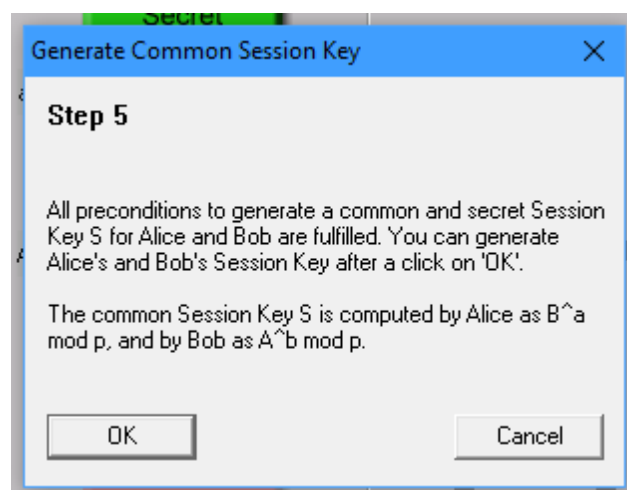 Secret
Generate Common Session Key
Step 5
All preconditions to generate a common and secret Session
Key S for Alice and Bob are fulfilled. You can generate
Alice's and Bob's Session Key after a click on 'OK'.
The common Session Key S is computed by Alice as B^a
mod p, and by Bob as A^b mod p.
OK
Cancel